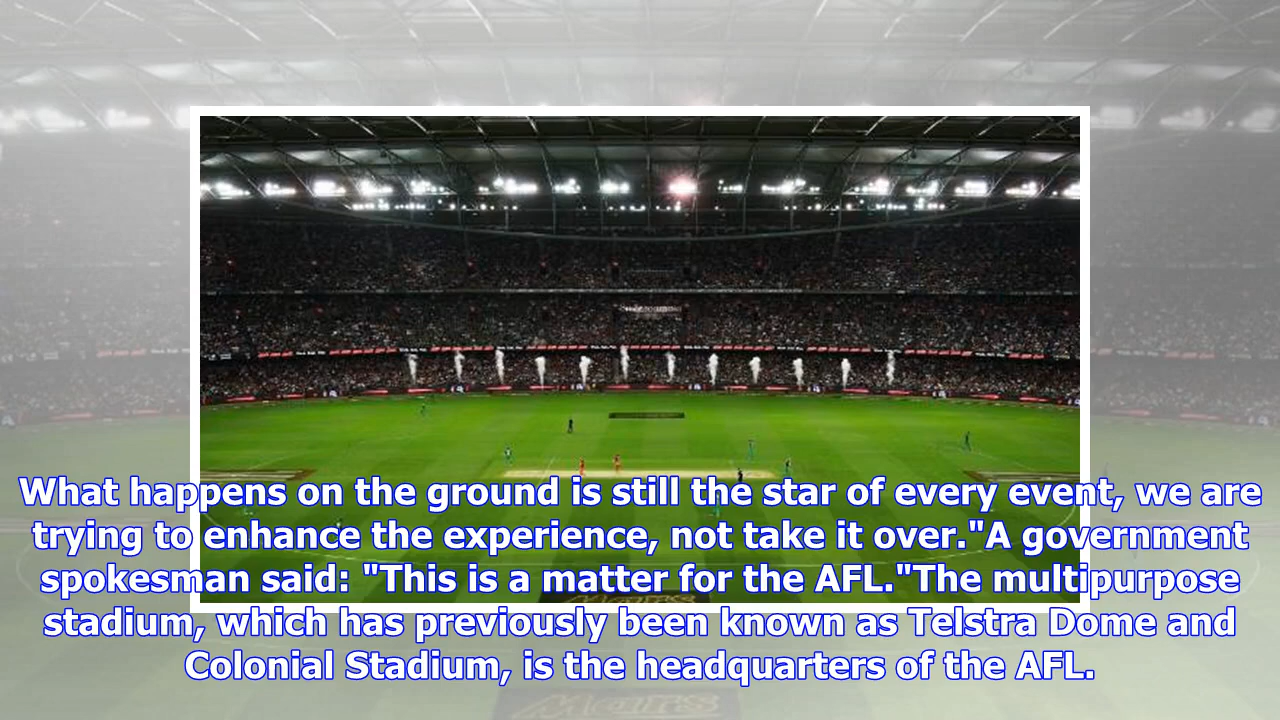 What happens on the ground is still the star of every event, we are
trying to enhance the experience, not take it over."A government
spokesman said: "This is a matter for the AFL."The multipurpose
stadium, which has previously been known as Telstra Dome and
Colonial Stadium, is the headquarters of the AFL.